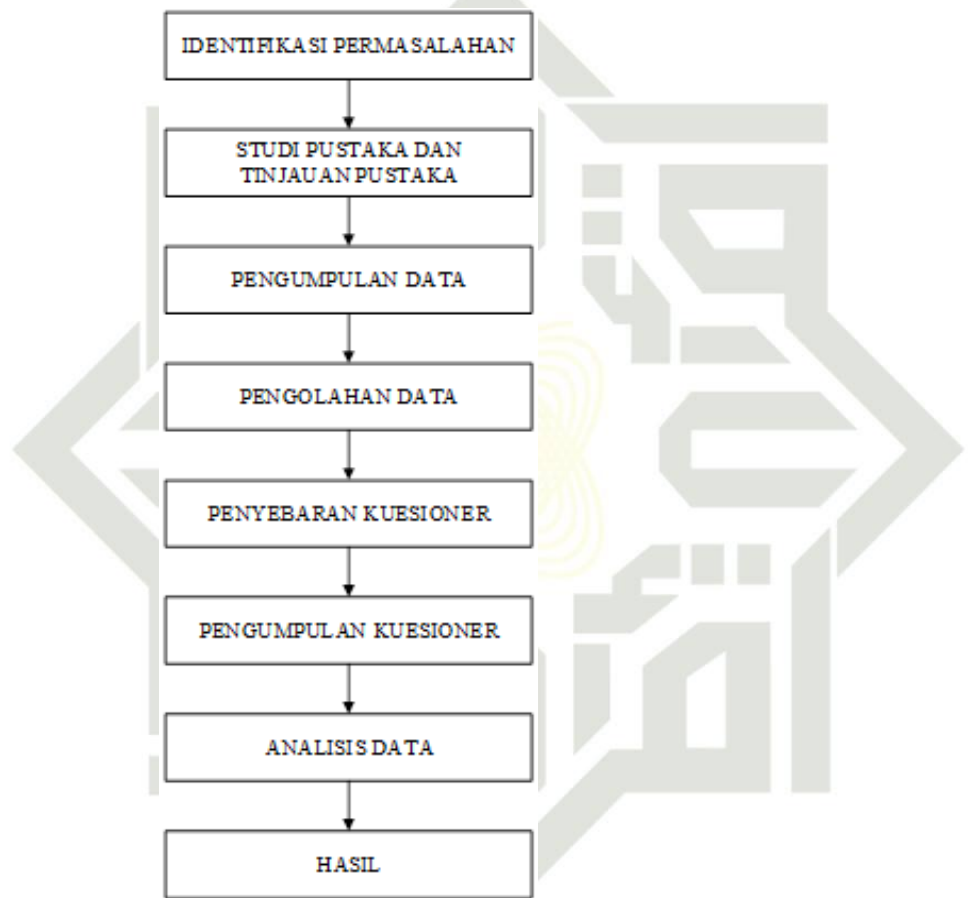 IDENTIFIKASI PERMASALAHAN
STUDI PUSTAKA DAN
TINJAUAN PUSTAKA
PENGUMPULAN DATA
PENGOLAHAN DATA
PENYEBARAN KUESIONER
PENGUMPULAN KUESIONER
ANALISIS DATA
HASIL